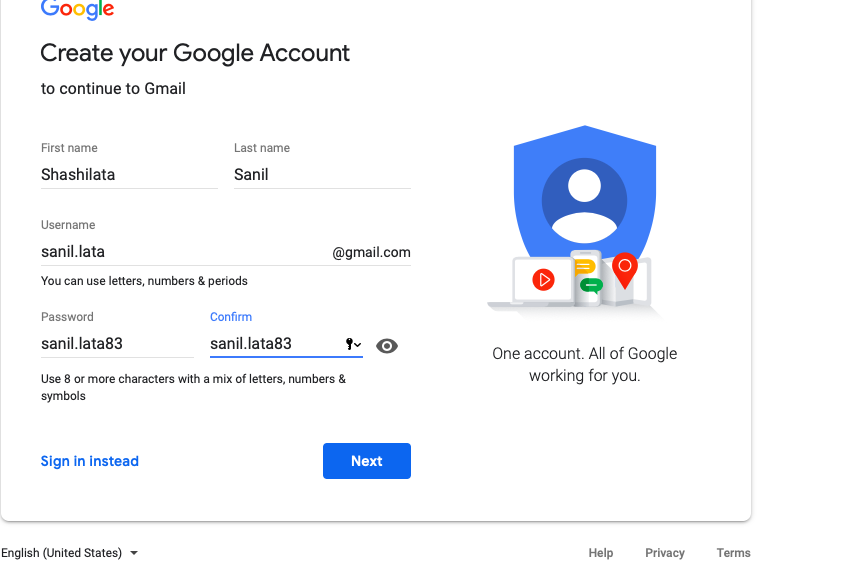 Google
Create your Google Account
to continue to Gmail
First name Last name
Shashilata Sanil
Username
sanil.lata @gmail.com
You can use letters, numbers & periods
Password Confirm
sanil.lata83 sanil.lata83
Use 8 or more characters with a mix of letters, numbers &
symbols
Sign in instead Next
One account. All of Google
working for you.
English (United States) Help Privacy Terms